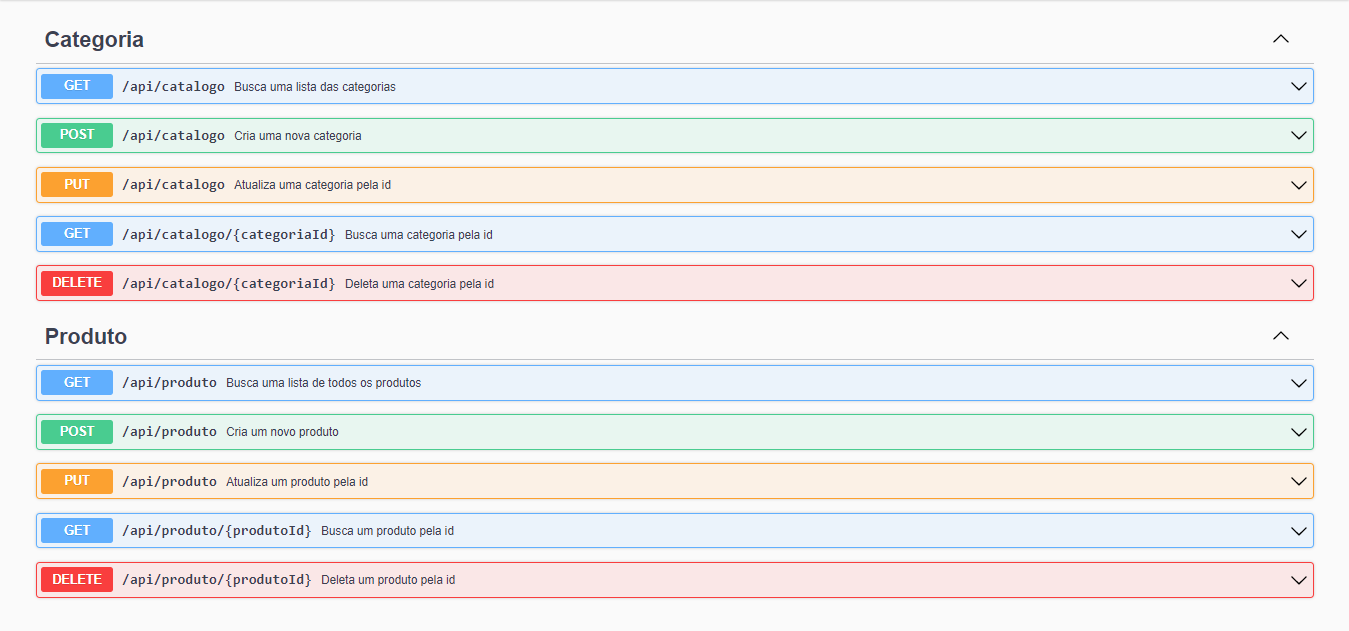 Categoria
GET /api/catalogo Busca uma lista das categorias
POST /api/catalogo Cria uma nova categoria
PUT /api/catalogo Atualiza uma categoria pela id
GET /api/catalogo/{categoriaId} Busca uma categoria pela id
DELETE /api/catalogo/{categoriaId} Deleta uma categoria pela id
Produto
GET /api/produto Busca uma lista de todos os produtos
POST /api/produto Cria um novo produto
PUT /api/produto Atualiza um produto pela id
GET /api/produto/{produtoId} Busca um produto pela id
DELETE /api/produto/{produtoId} Deleta um produto pela id